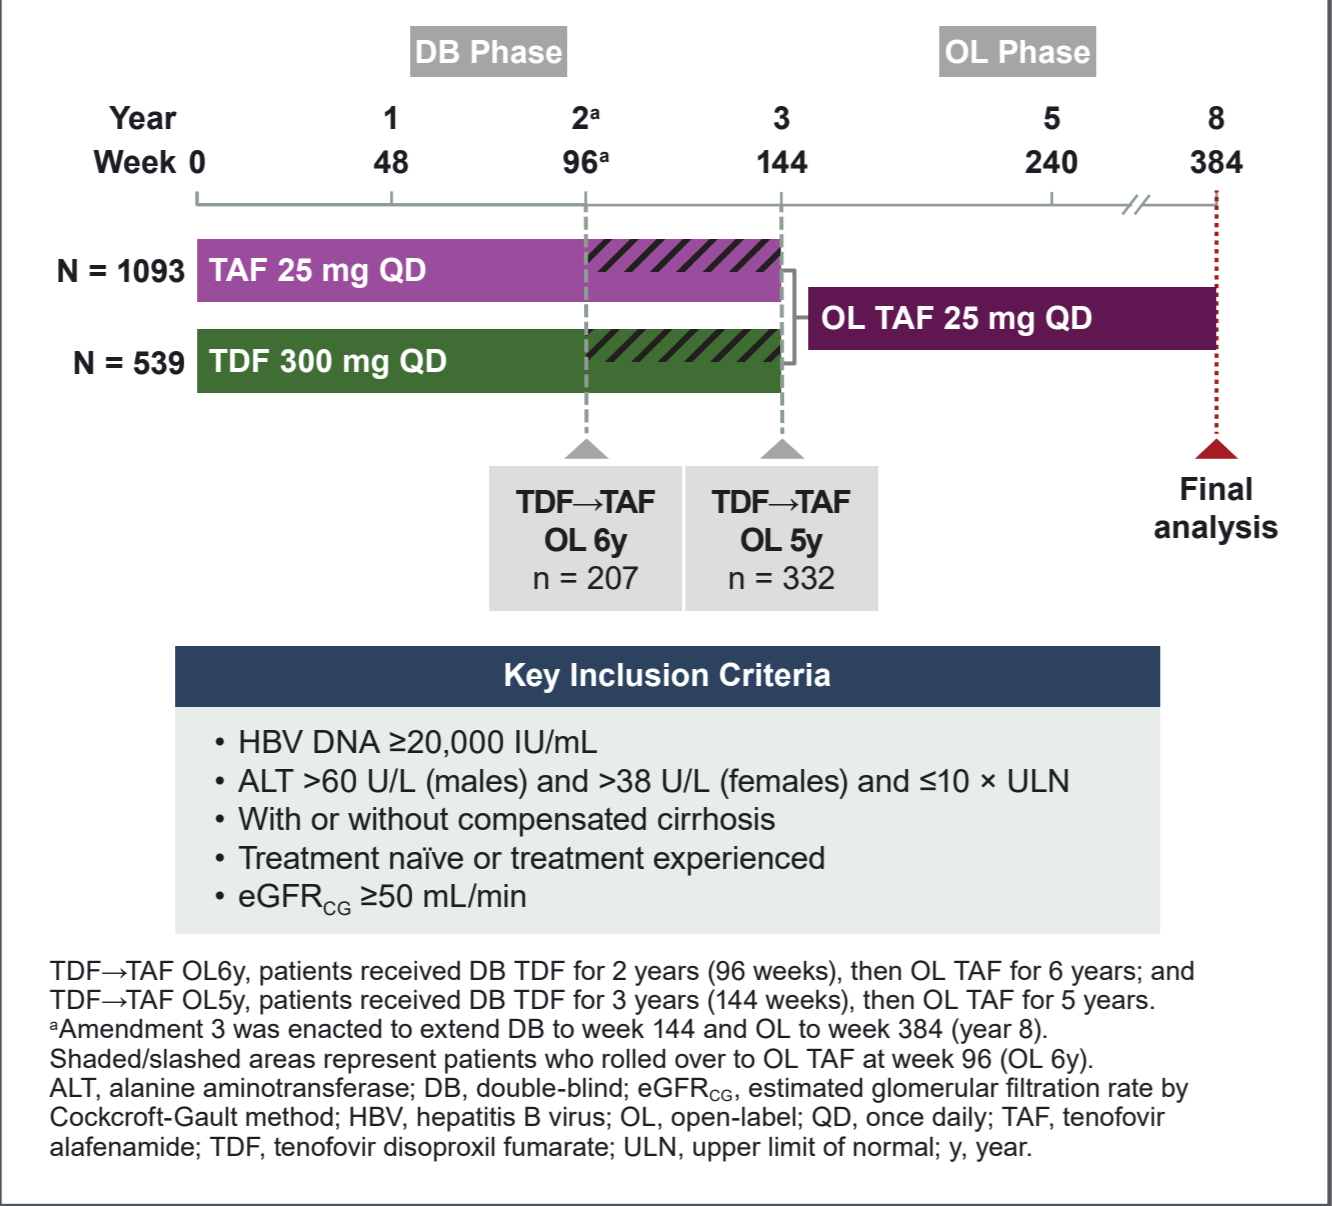 DB Phase
OL Phase
Year 1 2ᵃ 3 5 8
Week 0 48 96ᵃ 144 240 384
N = 1093
TAF 25 mg QD
OL TAF 25 mg QD
N = 539
TDF 300 mg QD
TDF→TAF
OL 6y
n = 207
TDF→TAF
OL 5y
n = 332
Final
analysis
Key Inclusion Criteria
• HBV DNA ≥20,000 IU/mL
• ALT >60 U/L (males) and >38 U/L (females) and ≤10 × ULN
• With or without compensated cirrhosis
• Treatment naïve or treatment experienced
• eGFRCG ≥50 mL/min
TDF→TAF OL6y, patients received DB TDF for 2 years (96 weeks), then OL TAF for 6 years; and
TDF→TAF OL5y, patients received DB TDF for 3 years (144 weeks), then OL TAF for 5 years.
ᵃAmendment 3 was enacted to extend DB to week 144 and OL to week 384 (year 8).
Shaded/slashed areas represent patients who rolled over to OL TAF at week 96 (OL 6y).
ALT, alanine aminotransferase; DB, double-blind; eGFRCG, estimated glomerular filtration rate by
Cockcroft-Gault method; HBV, hepatitis B virus; OL, open-label; QD, once daily; TAF, tenofovir
alafenamide; TDF, tenofovir disoproxil fumarate; ULN, upper limit of normal; y, year.